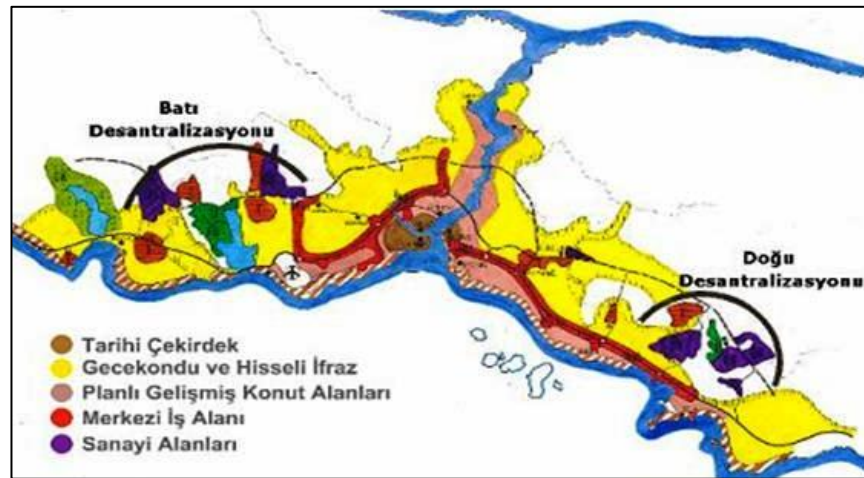 Batı
Desantralizasyonu
Doğu
Desantralizasyonu
Tarihi Çekirdek
Gecekondu ve Hisseli İfraz
Planlı Gelişmiş Konut Alanları
Merkezi İş Alanı
Sanayi Alanları